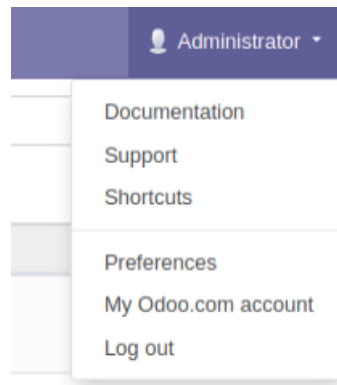 Administrator
Documentation
Support
Shortcuts
Preferences
My Odoo.com account
Log out